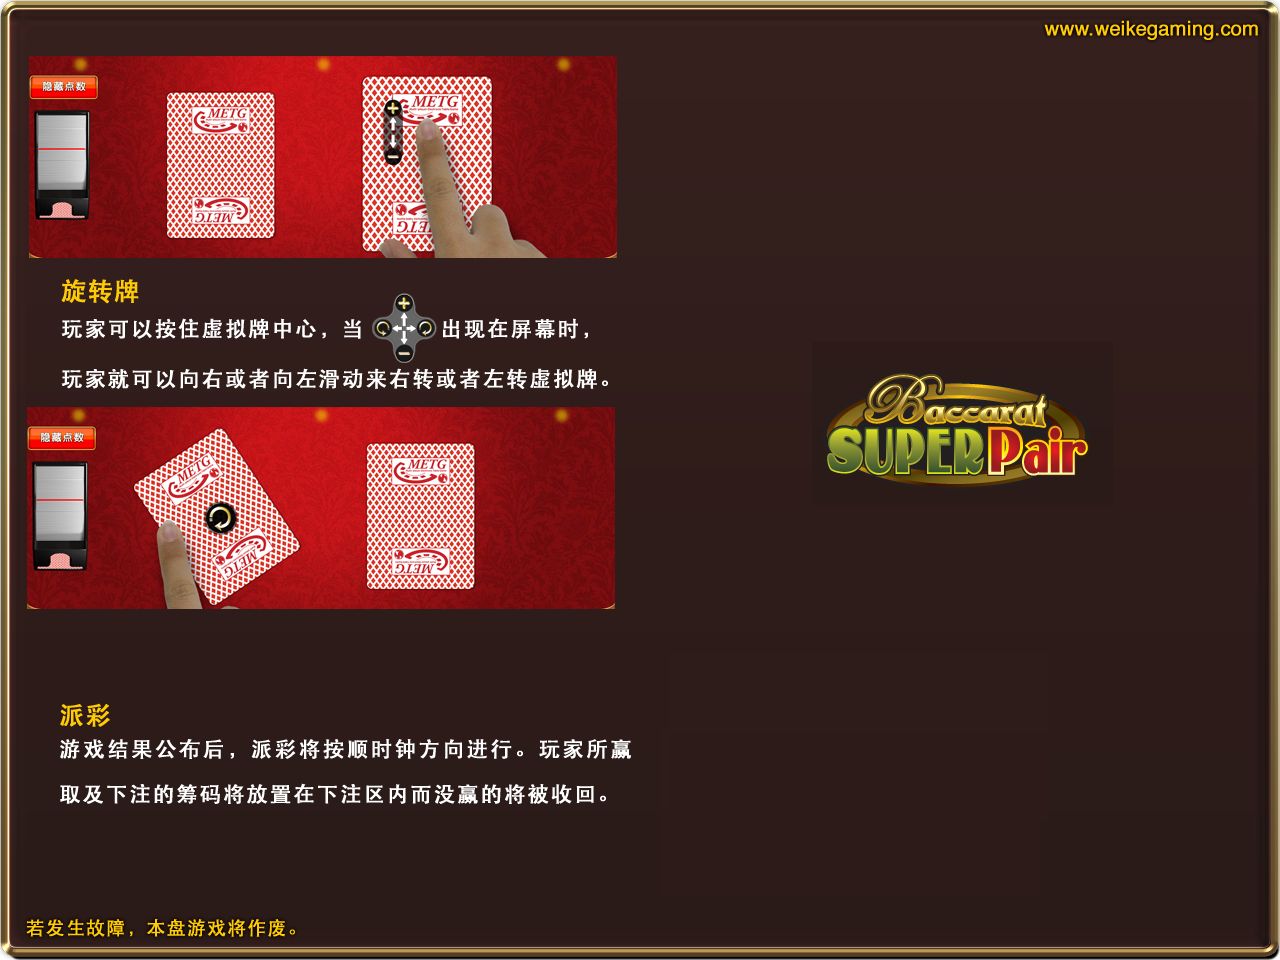 www.weikegaming.com
隐藏点数
METG
METG
METG
METG
旋转牌
玩家可以按住虚拟牌中心，当 出现在屏幕时，
玩家就可以向右或者向左滑动来右转或者左转虚拟牌。
隐藏点数
METG
METG
METG
METG
Baccarat
SUPER Pair
派彩
游戏结果公布后，派彩将按顺时钟方向进行。玩家所赢
取及下注的筹码将放置在下注区内而没赢的将被收回。
若发生故障，本盘游戏将作废。